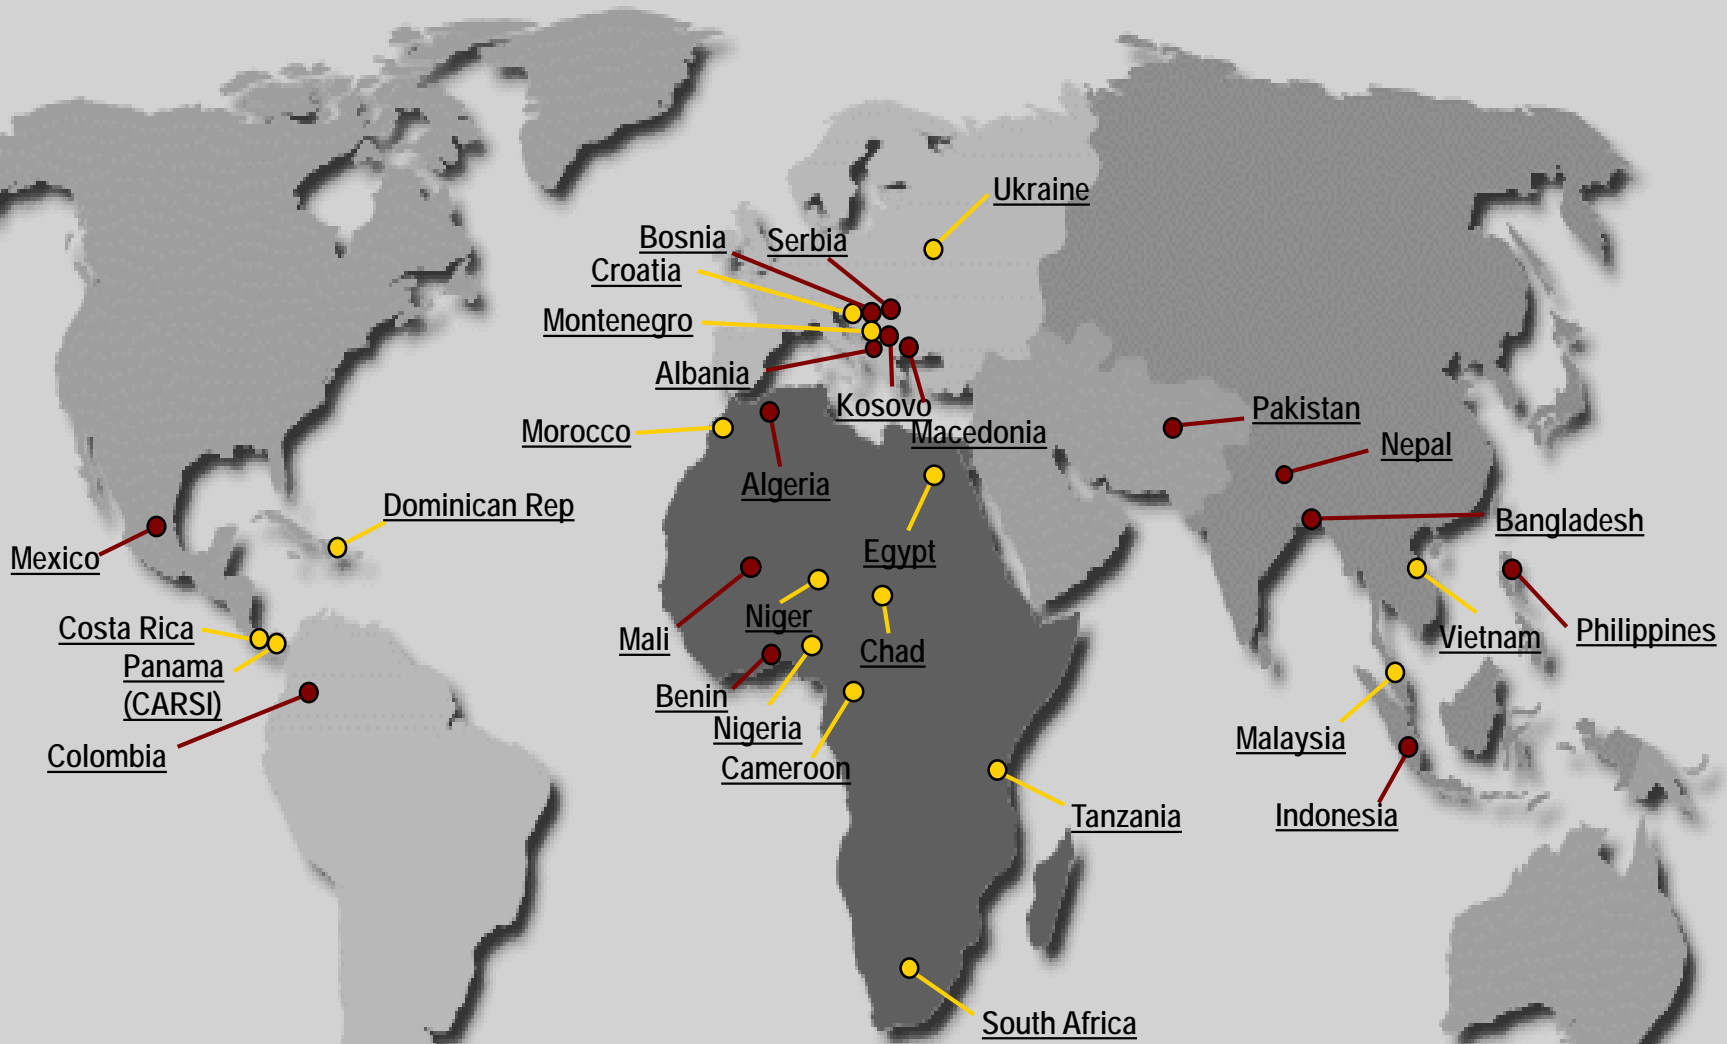 Ukraine
Bosnia
Serbia
Croatia
Montenegro
Albania
Kosovo
Macedonia
Morocco
Algeria
Pakistan
Nepal
Dominican Rep
Bangladesh
Mexico
Egypt
Niger
Mali
Chad
Costa Rica
Panama
(CARSI)
Vietnam
Philippines
Benin
Nigeria
Cameroon
Colombia
Malaysia
Tanzania
Indonesia
South Africa